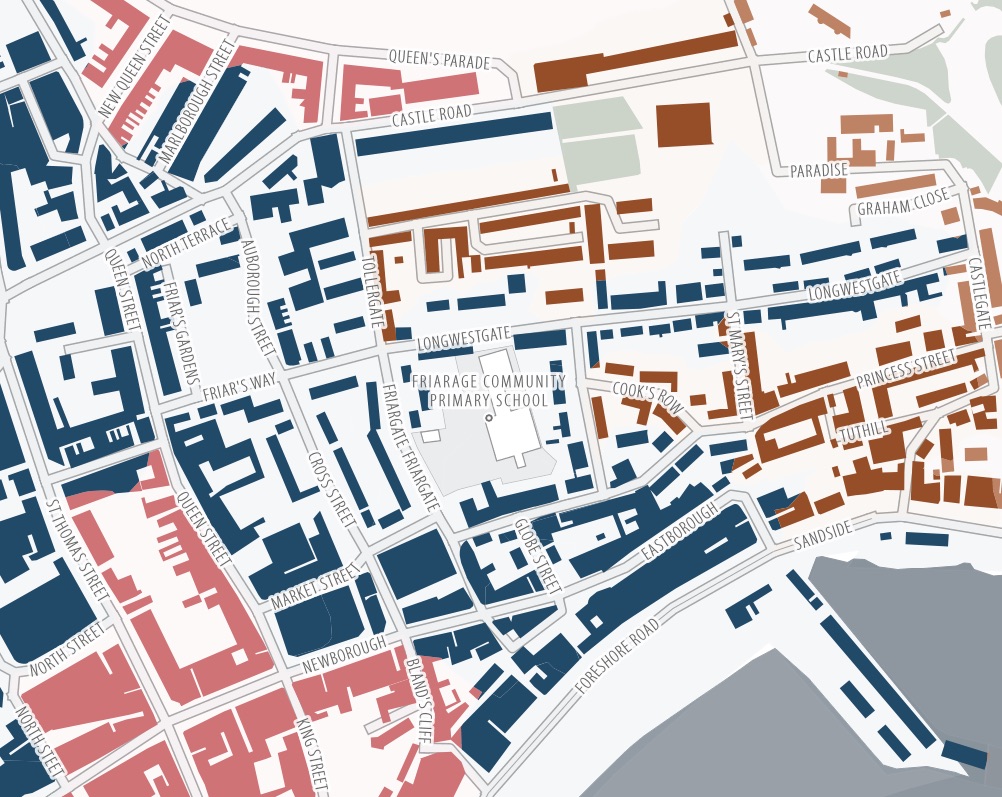 NEW QUEEN STREET
MARLBOROUGH STREET
QUEEN'S PARADE
CASTLE ROAD
CASTLE ROAD
PARADISE
GRAHAM CLOSE
CASTLEGATE
NORTH TERRACE
QUEEN STREET
FRIAR'S GARDENS
AUBOROUGH STREET
TOLLERGATE
LONGWESTGATE
LONGWESTGATE
ST MARY'S STREET
PRINCESS STREET
FRIAR'S WAY
FRIARAGE COMMUNITY
PRIMARY SCHOOL
COOK'S ROW
TUTHILL
FRIARGATE
FRIARGATE
CROSS STREET
ST THOMAS STREET
QUEEN STREET
GLOBE STREET
EASTBOROUGH
SANDSIDE
MARKET STREET
NORTH STREET
NEWBOROUGH
FORESHORE ROAD
BLAND'S CLIFF
KING STREET
NORTH STEET